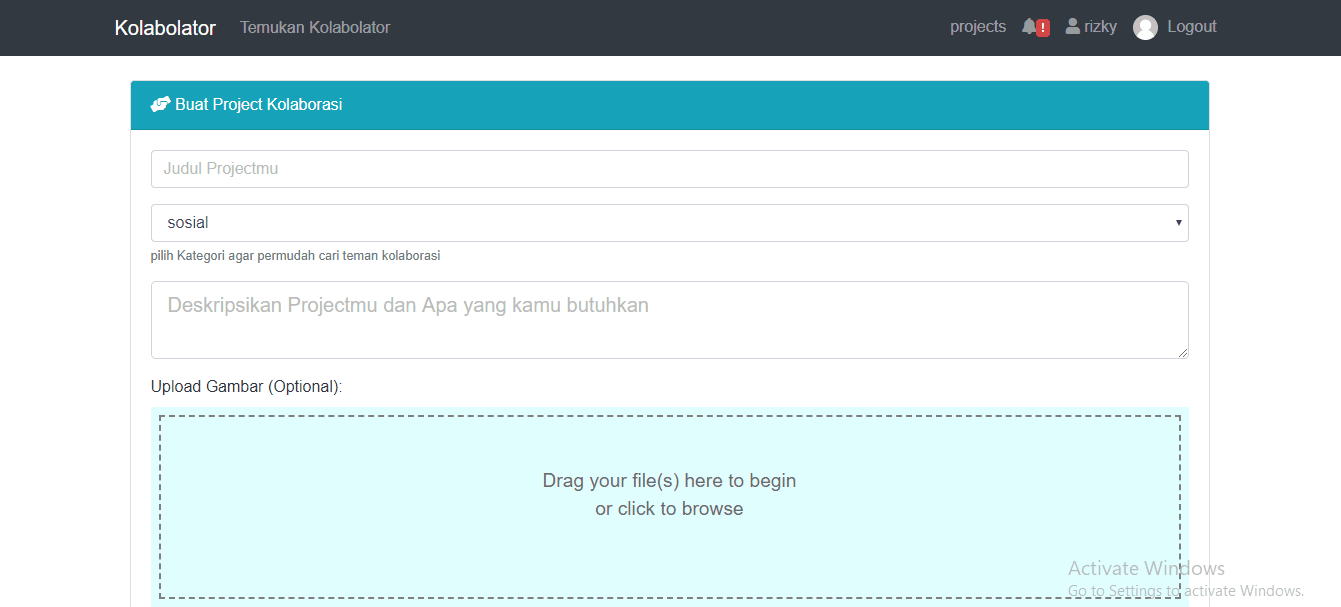 Kolabolator Temukan Kolabolator projects ! rizky Logout
Buat Project Kolaborasi
Judul Projectmu
sosial
pilih Kategori agar permudah cari teman kolaborasi
Deskripsikan Projectmu dan Apa yang kamu butuhkan
Upload Gambar (Optional):
Drag your file(s) here to begin
or click to browse
Activate Windows
Go to Settings to activate Windows.